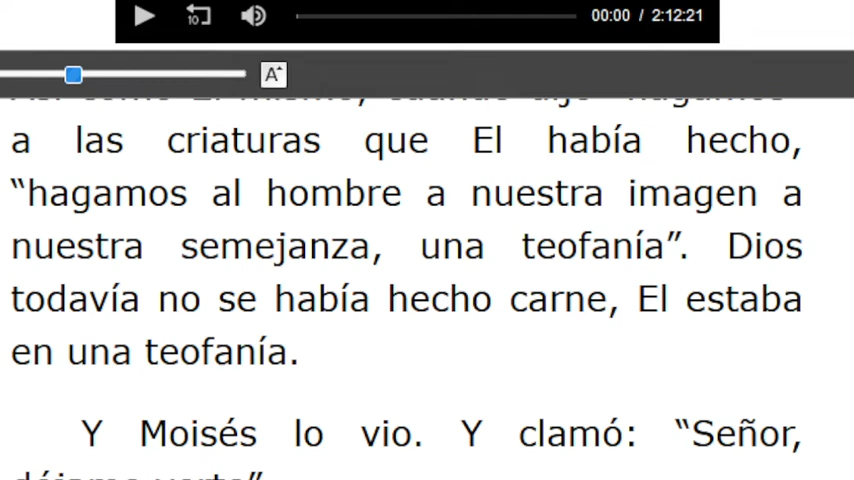 10
00:00 / 2:12:21
A
a las criaturas que El había hecho,
“hagamos al hombre a nuestra imagen a
nuestra semejanza, una teofanía”. Dios
todavía no se había hecho carne, El estaba
en una teofanía.
Y Moisés lo vio. Y clamó: “Señor,